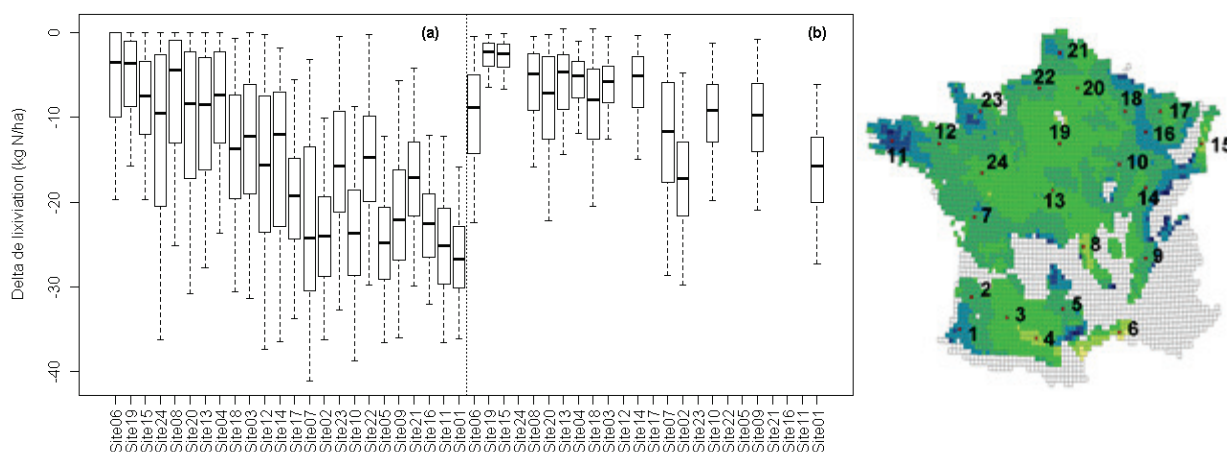 Delta de lixiviation (kg N/ha)
0
-10
-20
-30
-40
(a)
(b)
Site06
Site19
Site15
Site24
Site08
Site20
Site13
Site04
Site18
Site03
Site12
Site14
Site17
Site07
Site02
Site23
Site10
Site22
Site05
Site09
Site21
Site16
Site11
Site01
Site06
Site19
Site15
Site24
Site08
Site20
Site13
Site04
Site18
Site03
Site12
Site14
Site17
Site07
Site02
Site23
Site10
Site22
Site05
Site09
Site21
Site16
Site11
Site01
21
22
20
23
18
17
12
19
16
15
11
24
10
13
14
7
8
9
2
5
3
6
1
4